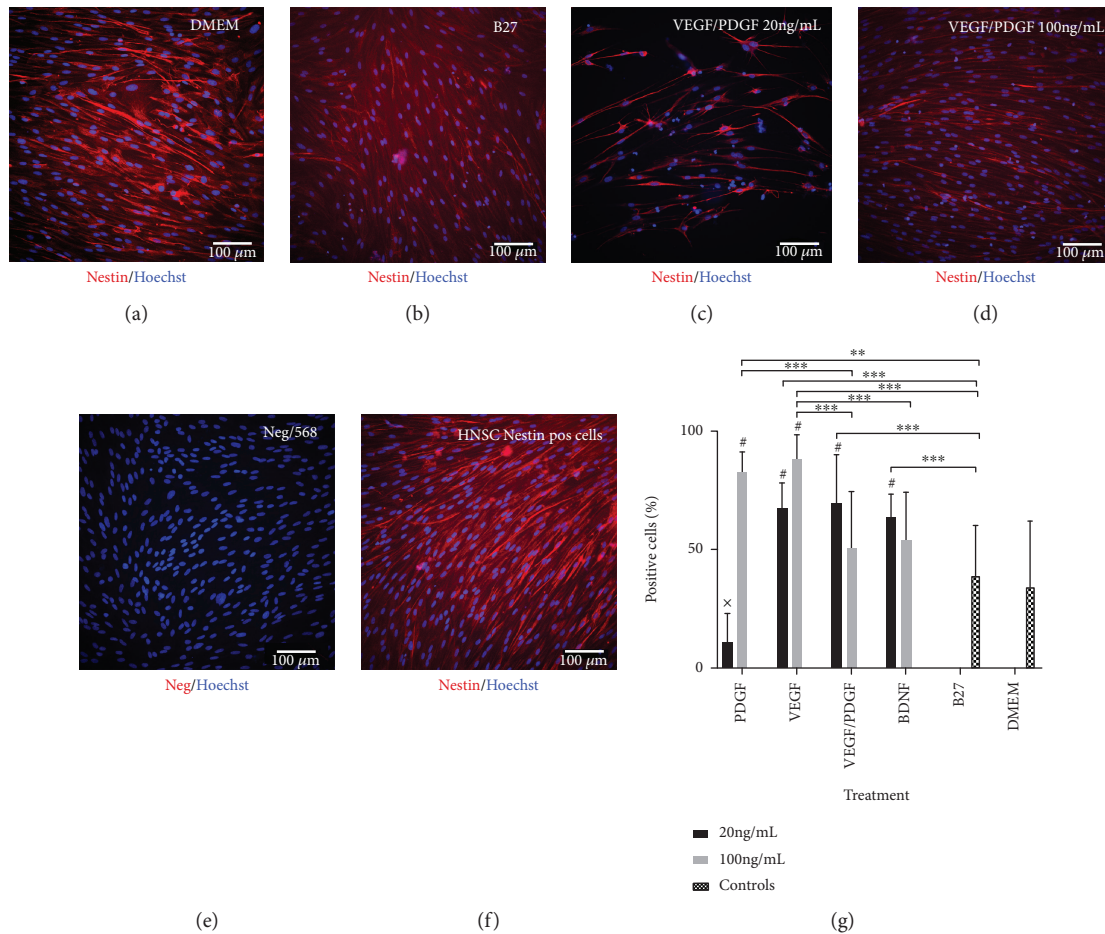 DMEM
100 µm
Nestin/Hoechst
(a)
B27
100 µm
Nestin/Hoechst
(b)
VEGF/PDGF 20ng/mL
100 µm
Nestin/Hoechst
(c)
VEGF/PDGF 100ng/mL
100 µm
Nestin/Hoechst
(d)
Neg/568
100 µm
Neg/Hoechst
(e)
HNSC Nestin pos cells
100 µm
Nestin/Hoechst
(f)
**
***
***
***
***
***
***
***
100
50
0
Positive cells (%)
×
#
#
#
#
#
PDGF
VEGF
VEGF/PDGF
BDNF
B27
DMEM
Treatment
20ng/mL
100ng/mL
Controls
(g)